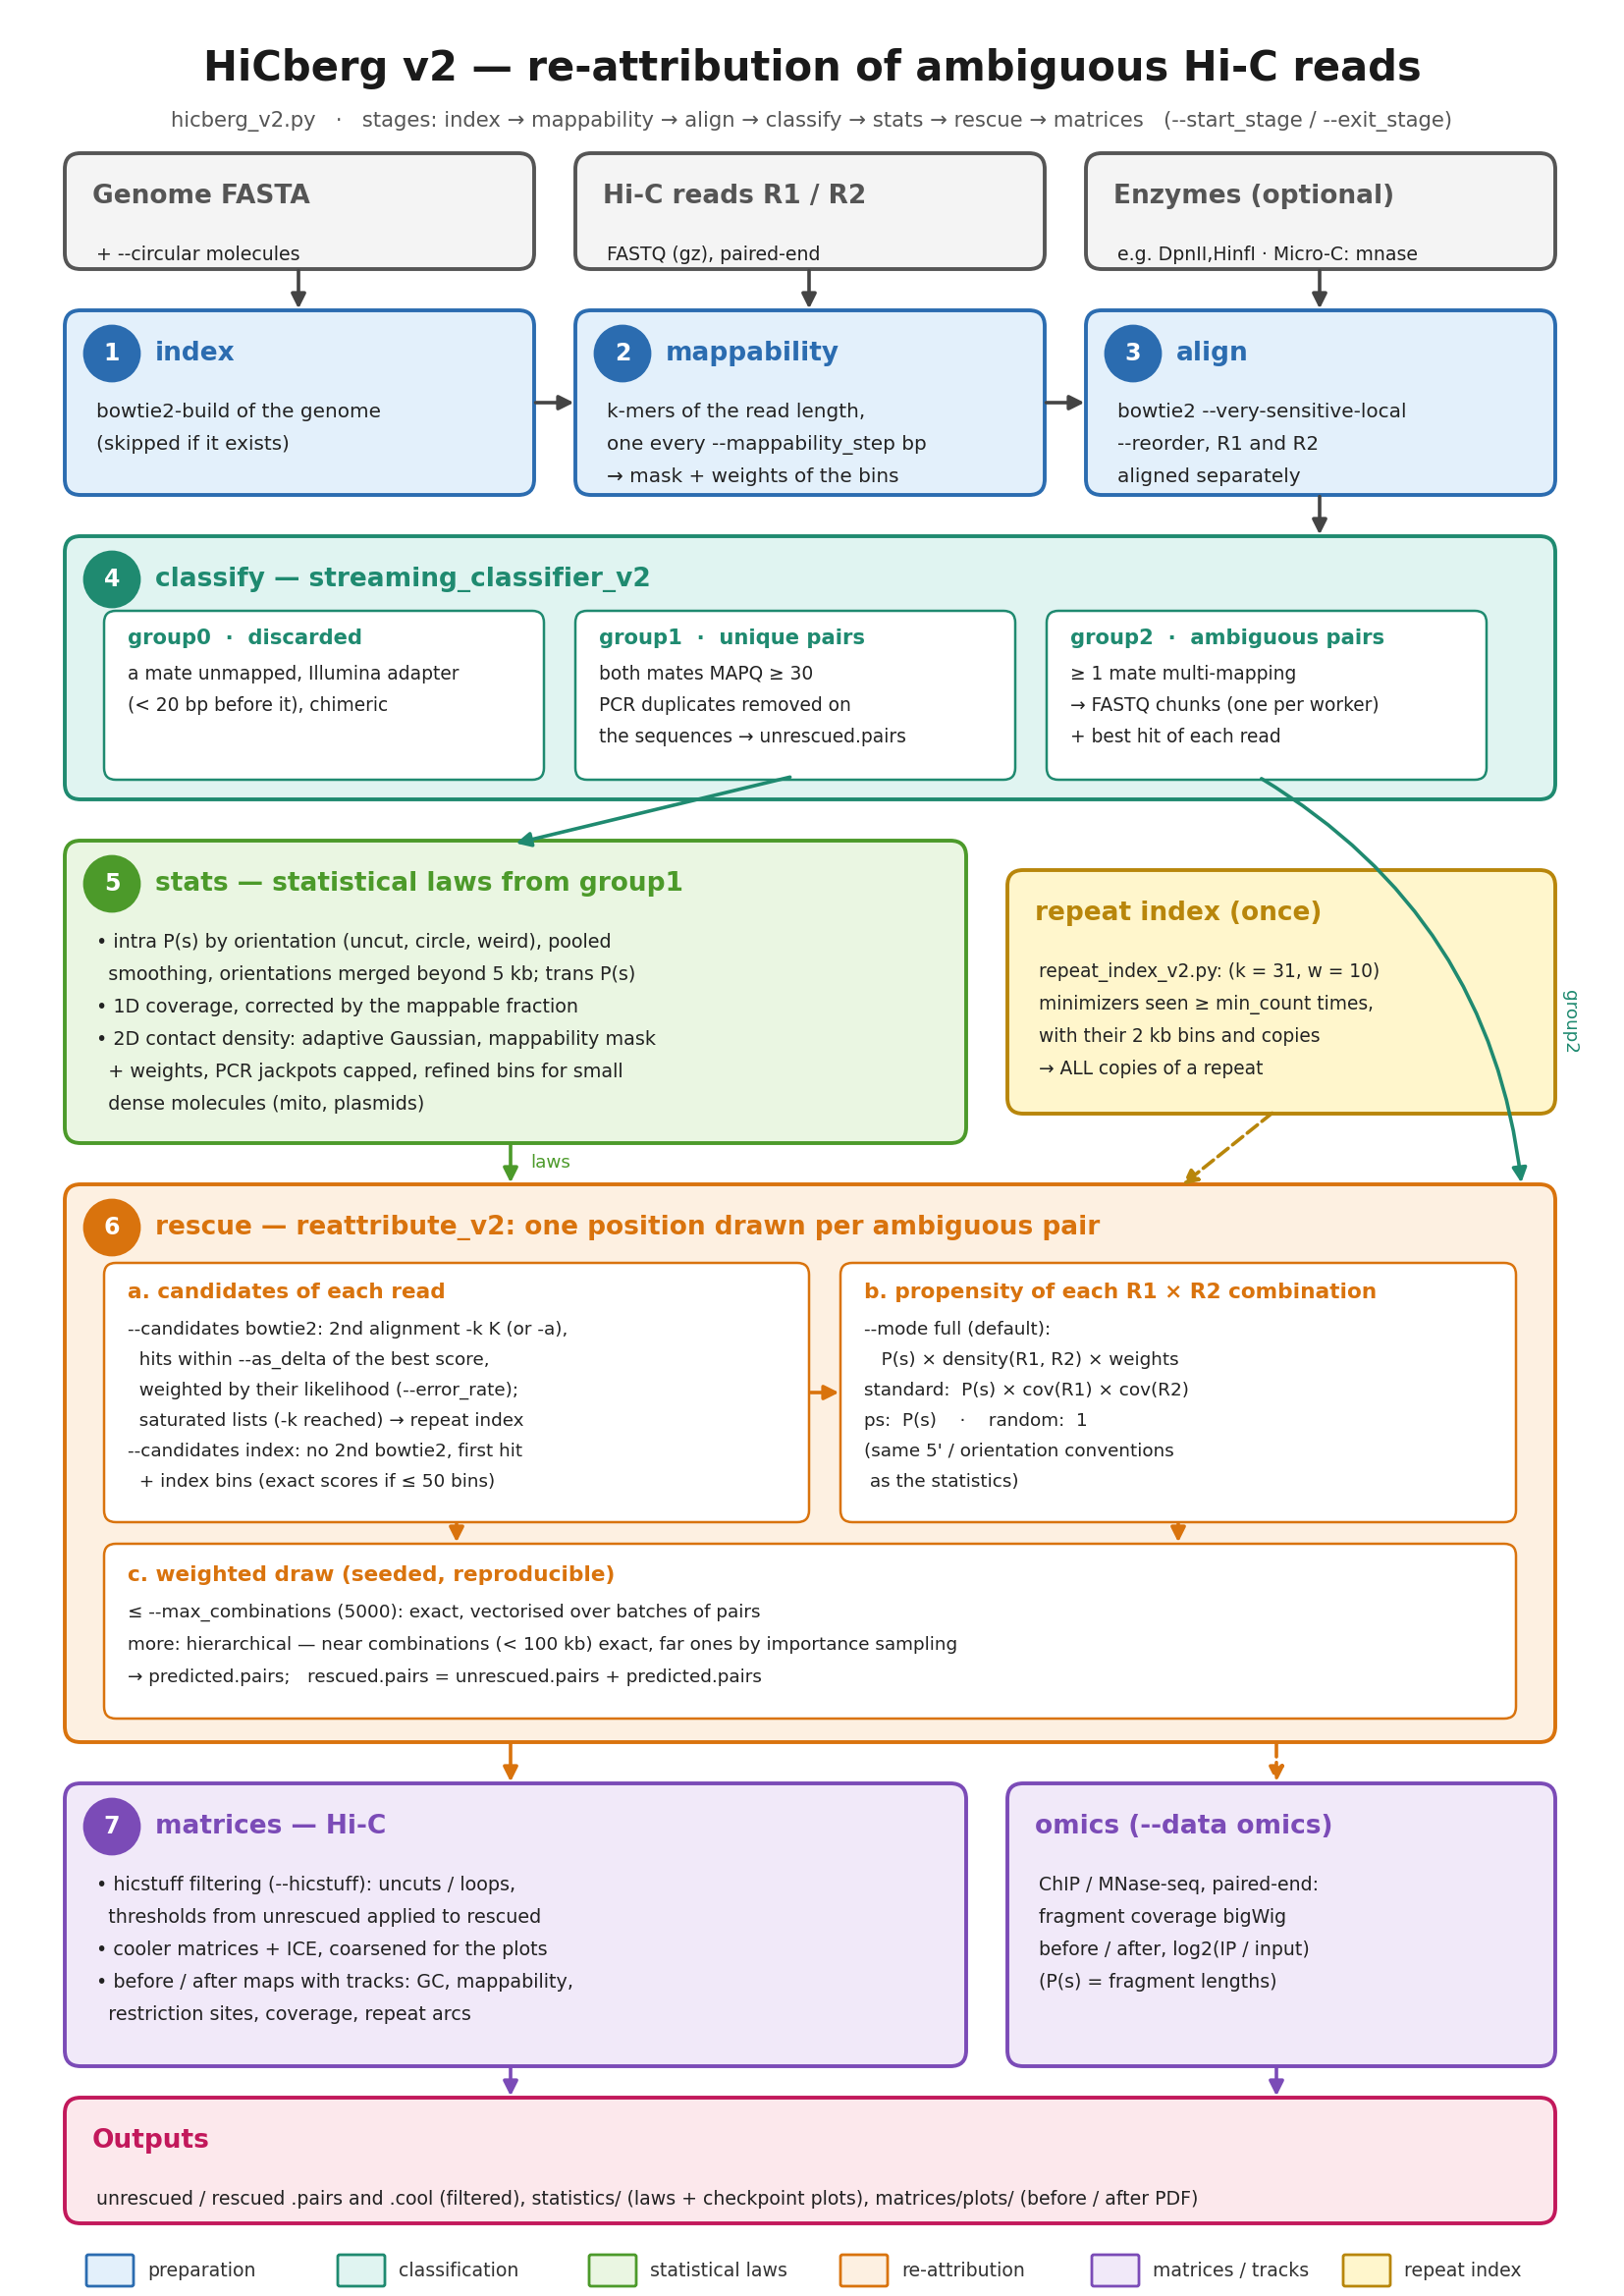 HiCberg v2 — re-attribution of ambiguous Hi-C reads
hicberg_v2.py · stages: index → mappability → align → classify → stats → rescue → matrices (--start_stage / --exit_stage)
Genome FASTA
+ --circular molecules
Hi-C reads R1 / R2
FASTQ (gz), paired-end
Enzymes (optional)
e.g. DpnII,HinfI · Micro-C: mnase
1 index
bowtie2-build of the genome
(skipped if it exists)
2 mappability
k-mers of the read length,
one every --mappability_step bp
→ mask + weights of the bins
3 align
bowtie2 --very-sensitive-local
--reorder, R1 and R2
aligned separately
4 classify — streaming_classifier_v2
group0 · discarded
a mate unmapped, Illumina adapter
(< 20 bp before it), chimeric
group1 · unique pairs
both mates MAPQ ≥ 30
PCR duplicates removed on
the sequences → unrescued.pairs
group2 · ambiguous pairs
≥ 1 mate multi-mapping
→ FASTQ chunks (one per worker)
+ best hit of each read
5 stats — statistical laws from group1
• intra P(s) by orientation (uncut, circle, weird), pooled
smoothing, orientations merged beyond 5 kb; trans P(s)
• 1D coverage, corrected by the mappable fraction
• 2D contact density: adaptive Gaussian, mappability mask
+ weights, PCR jackpots capped, refined bins for small
dense molecules (mito, plasmids)
repeat index (once)
repeat_index_v2.py: (k = 31, w = 10)
minimizers seen ≥ min_count times,
with their 2 kb bins and copies
→ ALL copies of a repeat
group2
laws
6 rescue — reattribute_v2: one position drawn per ambiguous pair
a. candidates of each read
--candidates bowtie2: 2nd alignment -k K (or -a),
hits within --as_delta of the best score,
weighted by their likelihood (--error_rate);
saturated lists (-k reached) → repeat index
--candidates index: no 2nd bowtie2, first hit
+ index bins (exact scores if ≤ 50 bins)
b. propensity of each R1 × R2 combination
--mode full (default):
P(s) × density(R1, R2) × weights
standard: P(s) × cov(R1) × cov(R2)
ps: P(s) · random: 1
(same 5' / orientation conventions
as the statistics)
c. weighted draw (seeded, reproducible)
≤ --max_combinations (5000): exact, vectorised over batches of pairs
more: hierarchical — near combinations (< 100 kb) exact, far ones by importance sampling
→ predicted.pairs; rescued.pairs = unrescued.pairs + predicted.pairs
7 matrices — Hi-C
• hicstuff filtering (--hicstuff): uncuts / loops,
thresholds from unrescued applied to rescued
• cooler matrices + ICE, coarsened for the plots
• before / after maps with tracks: GC, mappability,
restriction sites, coverage, repeat arcs
omics (--data omics)
ChIP / MNase-seq, paired-end:
fragment coverage bigWig
before / after, log2(IP / input)
(P(s) = fragment lengths)
Outputs
unrescued / rescued .pairs and .cool (filtered), statistics/ (laws + checkpoint plots), matrices/plots/ (before / after PDF)
preparation classification statistical laws re-attribution matrices / tracks repeat index